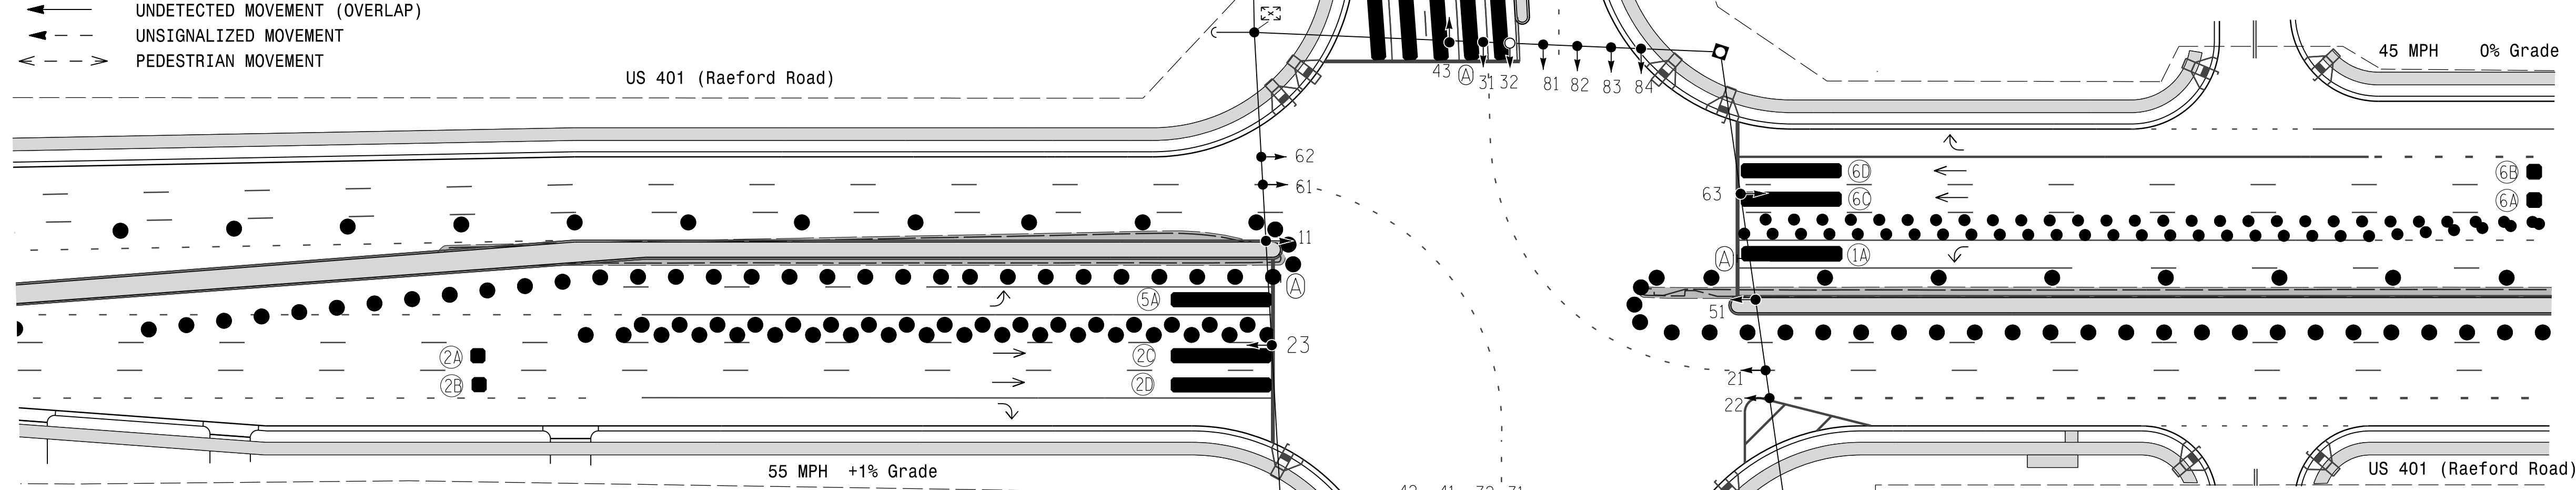 UNDETECTED MOVEMENT (OVERLAP)
UNSIGNALIZED MOVEMENT
PEDESTRIAN MOVEMENT
US 401 (Raeford Road)
45 MPH 0% Grade
43 A 31 32 81 82 83 84
62
61
11
A
63
6D
6C
6B
6A
A
1A
5A
51
23
2A
2B
2C
2D
21
22
55 MPH +1% Grade
US 401 (Raeford Road)